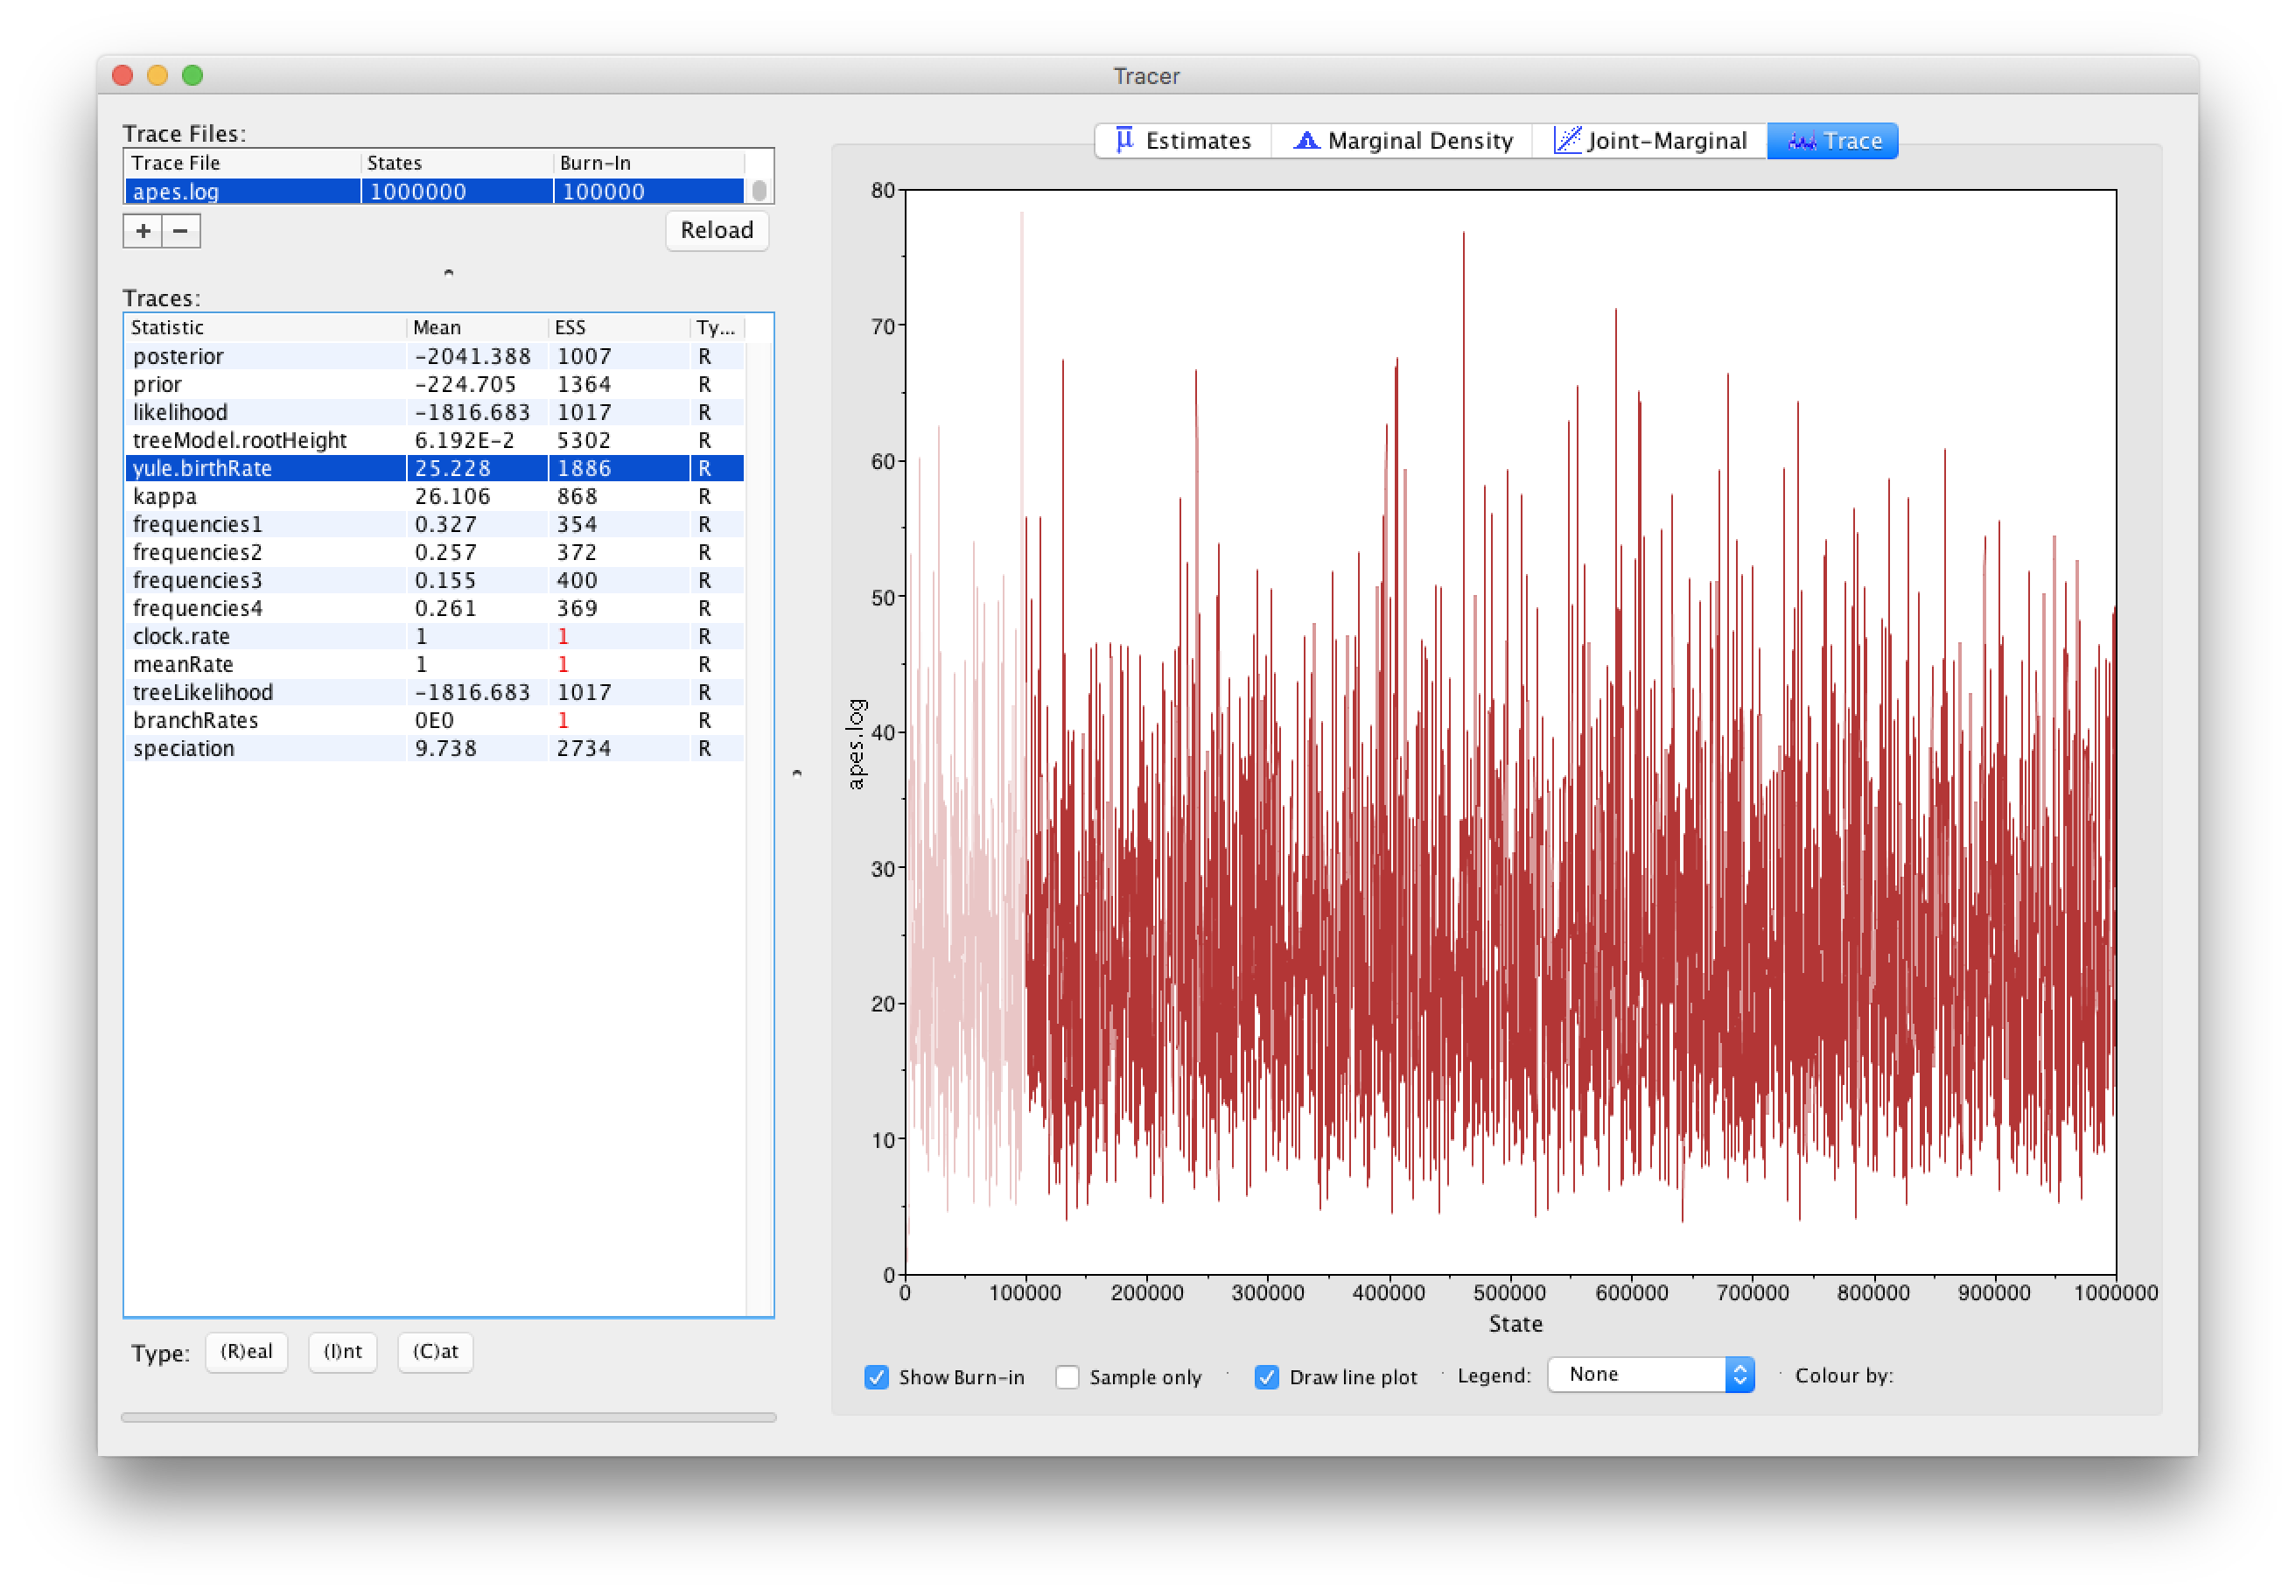 Tracer
Trace Files:
Trace File States Burn-In
apes.log 1000000 100000
+ − Reload
Traces:
Statistic Mean ESS Ty...
posterior −2041.388 1007 R
prior −224.705 1364 R
likelihood −1816.683 1017 R
treeModel.rootHeight 6.192E-2 5302 R
yule.birthRate 25.228 1886 R
kappa 26.106 868 R
frequencies1 0.327 354 R
frequencies2 0.257 372 R
frequencies3 0.155 400 R
frequencies4 0.261 369 R
clock.rate 1 1 R
meanRate 1 1 R
treeLikelihood −1816.683 1017 R
branchRates 0E0 1 R
speciation 9.738 2734 R
Type: (R)eal (I)nt (C)at
μ Estimates Marginal Density Joint-Marginal Trace
80
70
60
50
40
30
20
10
0
apes.log
0 100000 200000 300000 400000 500000 600000 700000 800000 900000 1000000
State
Show Burn-in Sample only Draw line plot Legend: None Colour by: